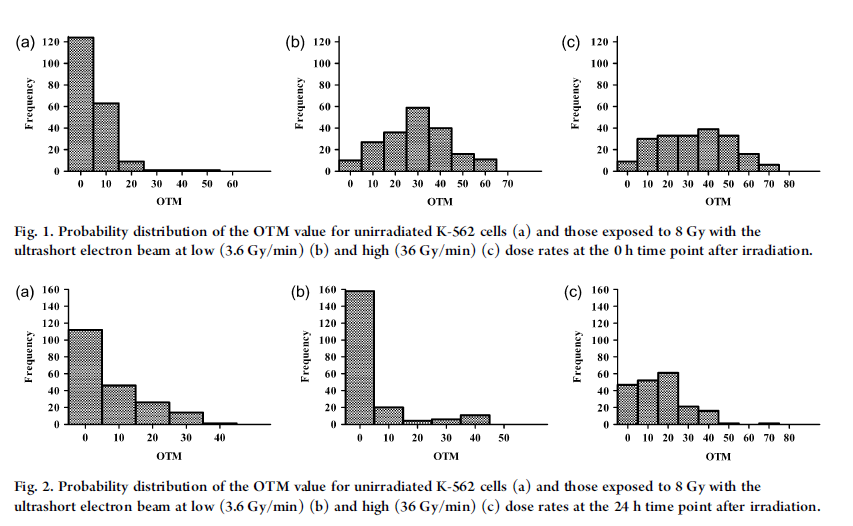 (a)
120
100
80
60
40
20
0
Frequency
0 10 20 30 40 50 60
OTM
(b)
120
100
80
60
40
20
0
Frequency
0 10 20 30 40 50 60 70
OTM
(c)
120
100
80
60
40
20
0
Frequency
0 10 20 30 40 50 60 70 80
OTM
Fig. 1. Probability distribution of the OTM value for unirradiated K-562 cells (a) and those exposed to 8 Gy with the
ultrashort electron beam at low (3.6 Gy/min) (b) and high (36 Gy/min) (c) dose rates at the 0 h time point after irradiation.
(a)
160
140
120
100
80
60
40
20
0
Frequency
0 10 20 30 40
OTM
(b)
160
140
120
100
80
60
40
20
0
Frequency
0 10 20 30 40 50
OTM
(c)
160
140
120
100
80
60
40
20
0
Frequency
0 10 20 30 40 50 60 70 80
OTM
Fig. 2. Probability distribution of the OTM value for unirradiated K-562 cells (a) and those exposed to 8 Gy with the
ultrashort electron beam at low (3.6 Gy/min) (b) and high (36 Gy/min) (c) dose rates at the 24 h time point after irradiation.